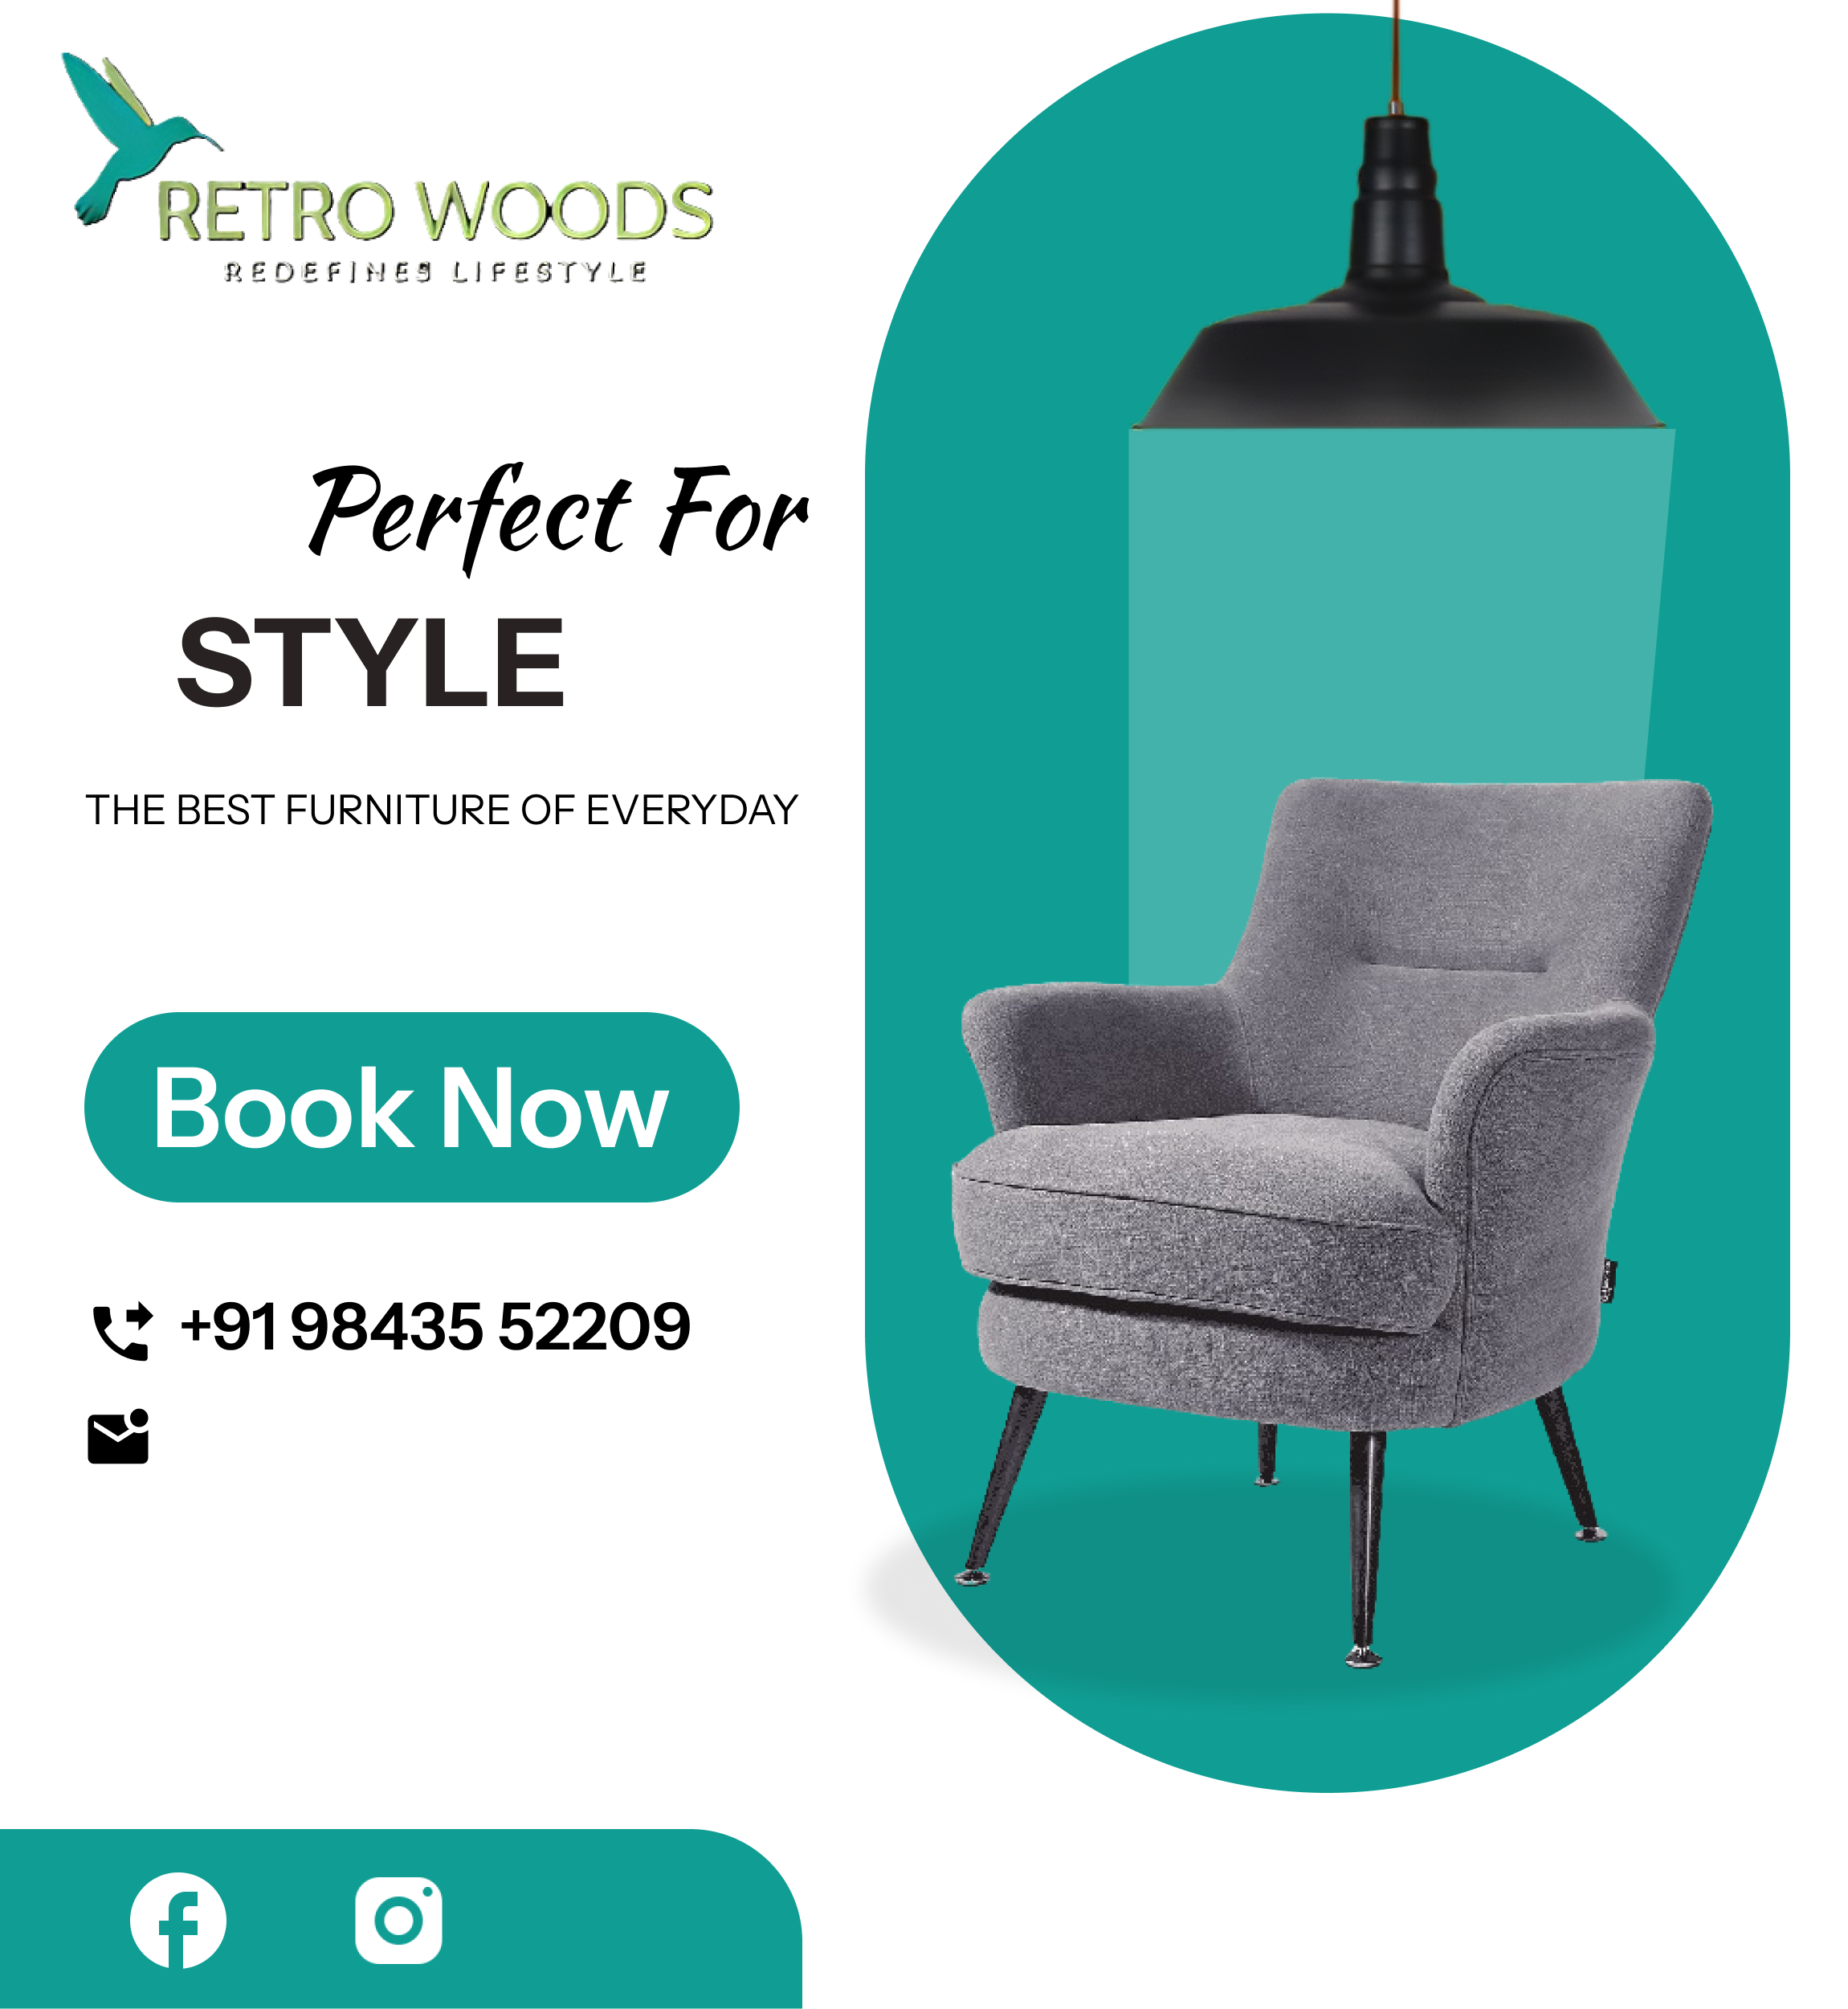 RETRO WOODS
REDEFINES LIFESTYLE
Perfect For
STYLE
THE BEST FURNITURE OF EVERYDAY
Book Now
+91 98435 52209